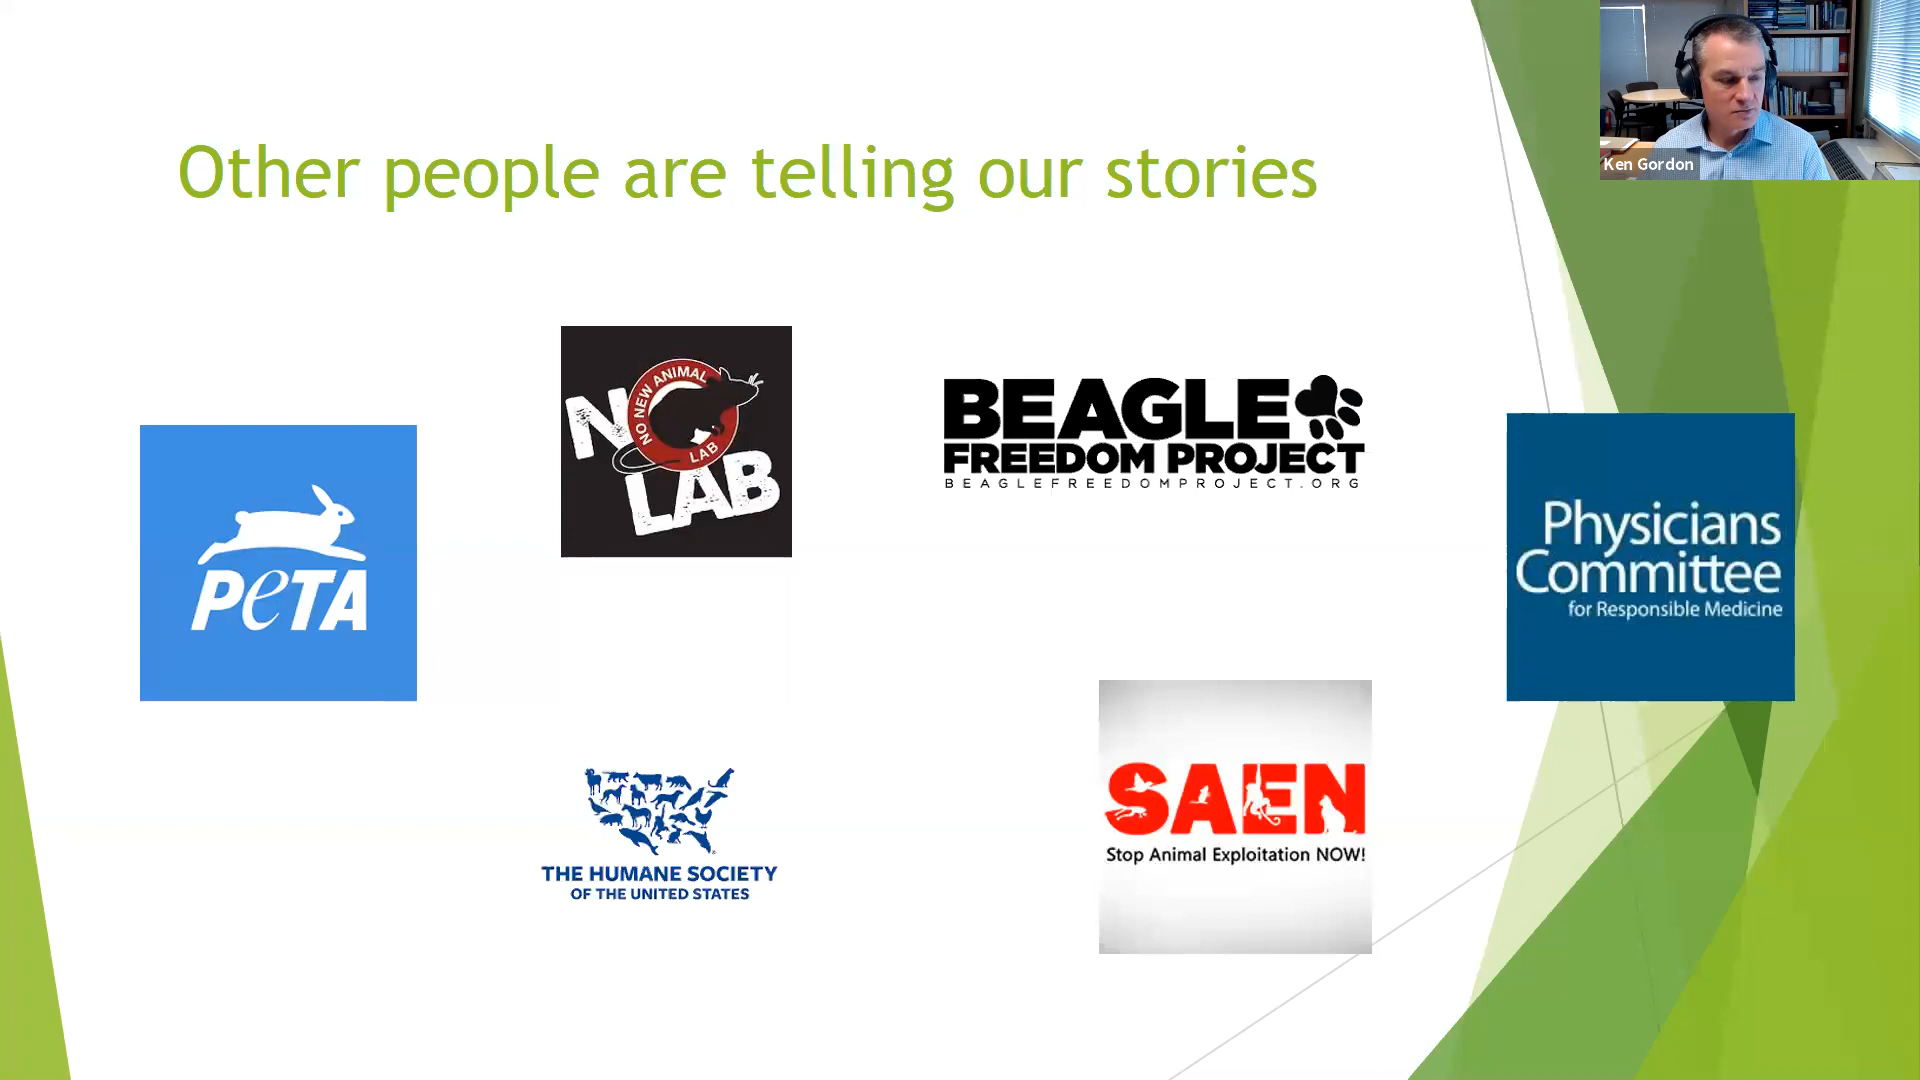 Other people are telling our stories
Ken Gordon
NO
NO NEW ANIMAL
LAB
LAB
BEAGLE
FREEDOM PROJECT
BEAGLEFREEDOMPROJECT.ORG
PeTA
Physicians
Committee
for Responsible Medicine
THE HUMANE SOCIETY
OF THE UNITED STATES
SAEN
Stop Animal Exploitation NOW!